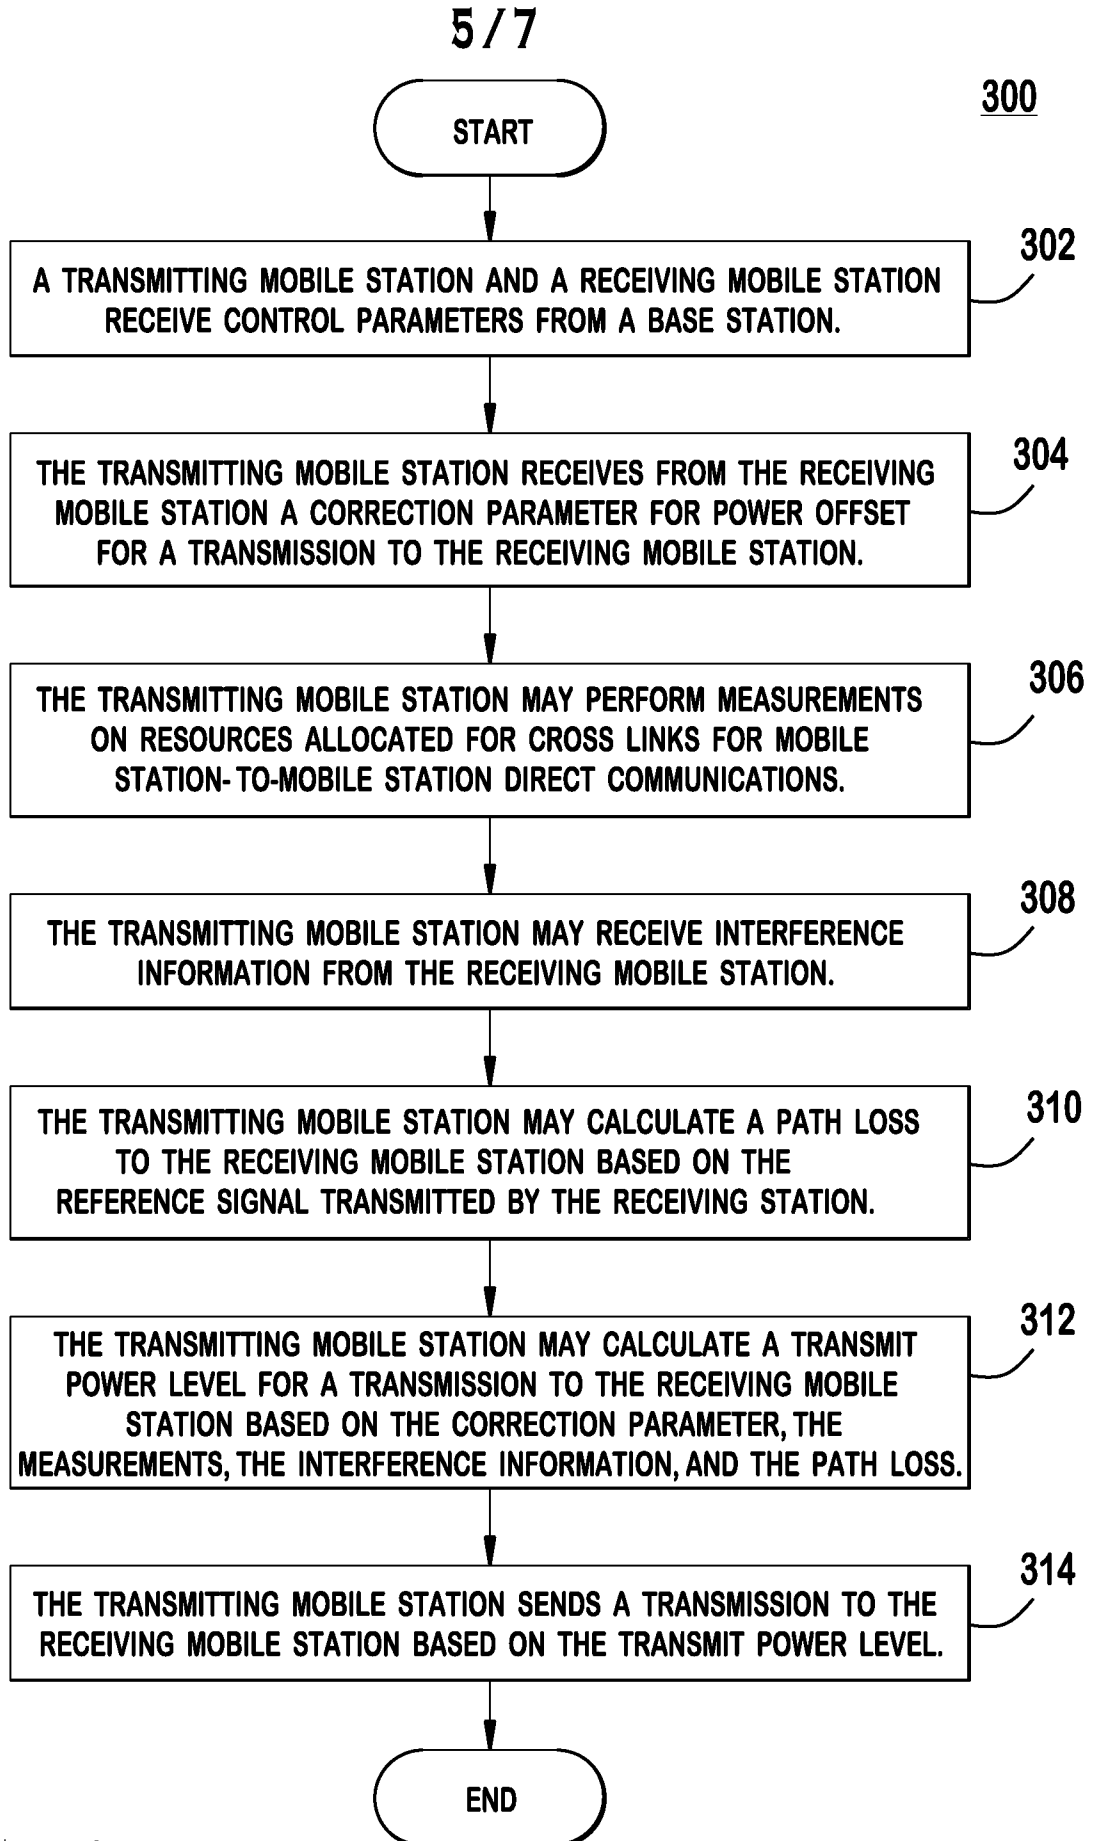 5/7
300
START
302
A TRANSMITTING MOBILE STATION AND A RECEIVING MOBILE STATION
RECEIVE CONTROL PARAMETERS FROM A BASE STATION.
304
THE TRANSMITTING MOBILE STATION RECEIVES FROM THE RECEIVING
MOBILE STATION A CORRECTION PARAMETER FOR POWER OFFSET
FOR A TRANSMISSION TO THE RECEIVING MOBILE STATION.
306
THE TRANSMITTING MOBILE STATION MAY PERFORM MEASUREMENTS
ON RESOURCES ALLOCATED FOR CROSS LINKS FOR MOBILE
STATION-TO-MOBILE STATION DIRECT COMMUNICATIONS.
308
THE TRANSMITTING MOBILE STATION MAY RECEIVE INTERFERENCE
INFORMATION FROM THE RECEIVING MOBILE STATION.
310
THE TRANSMITTING MOBILE STATION MAY CALCULATE A PATH LOSS
TO THE RECEIVING MOBILE STATION BASED ON THE
REFERENCE SIGNAL TRANSMITTED BY THE RECEIVING STATION.
312
THE TRANSMITTING MOBILE STATION MAY CALCULATE A TRANSMIT
POWER LEVEL FOR A TRANSMISSION TO THE RECEIVING MOBILE
STATION BASED ON THE CORRECTION PARAMETER, THE
MEASUREMENTS, THE INTERFERENCE INFORMATION, AND THE PATH LOSS.
314
THE TRANSMITTING MOBILE STATION SENDS A TRANSMISSION TO THE
RECEIVING MOBILE STATION BASED ON THE TRANSMIT POWER LEVEL.
END